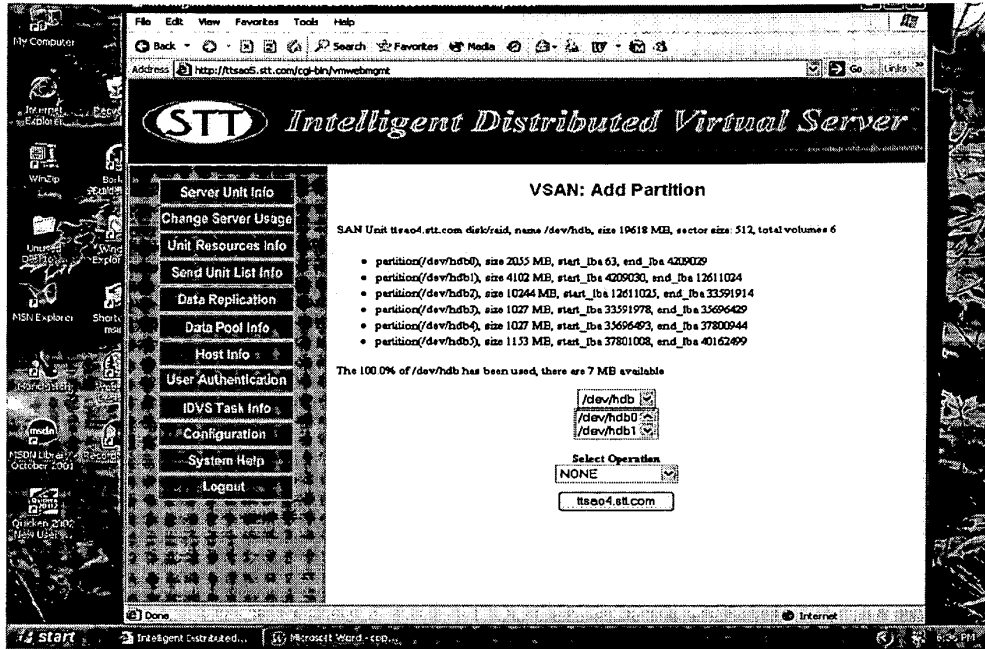 My Computer
Internet Explorer
WinZip
MSN Explorer
msdn
October 2001
Quicken 2002
New User
File Edit View Favorites Tools Help
Back Search Favorites Media
Address http://ttsao5.stt.com/cgi-bin/vmwebmgnt Go Links »
STT Intelligent Distributed Virtual Server
Server Unit Info
Change Server Usage
Unit Resources Info
Send Unit List Info
Data Replication
Data Pool Info
Host Info
User Authentication
IDVS Task Info
Configuration
System Help
Logout
VSAN: Add Partition
SAN Unit ttsao4.stt.com disk/raid, name /dev/hdb, size 19618 MB, sector size: 512, total volumes 6
• partition(/dev/hdb0), size 2055 MB, start_lba 63, end_lba 4209029
• partition(/dev/hdb1), size 4102 MB, start_lba 4209030, end_lba 12611024
• partition(/dev/hdb2), size 10244 MB, start_lba 12611025, end_lba 33591914
• partition(/dev/hdb3), size 1027 MB, start_lba 33591978, end_lba 35696429
• partition(/dev/hdb4), size 1027 MB, start_lba 35696493, end_lba 37800944
• partition(/dev/hdb5), size 1153 MB, start_lba 37801008, end_lba 40162499
The 100.0% of /dev/hdb has been used, there are 7 MB available
/dev/hdb
/dev/hdb0
/dev/hdb1
Select Operation
NONE
ttsao4.stt.com
Done Internet
start Intelligent Distributed... Microsoft Word - cop... 6:36 PM